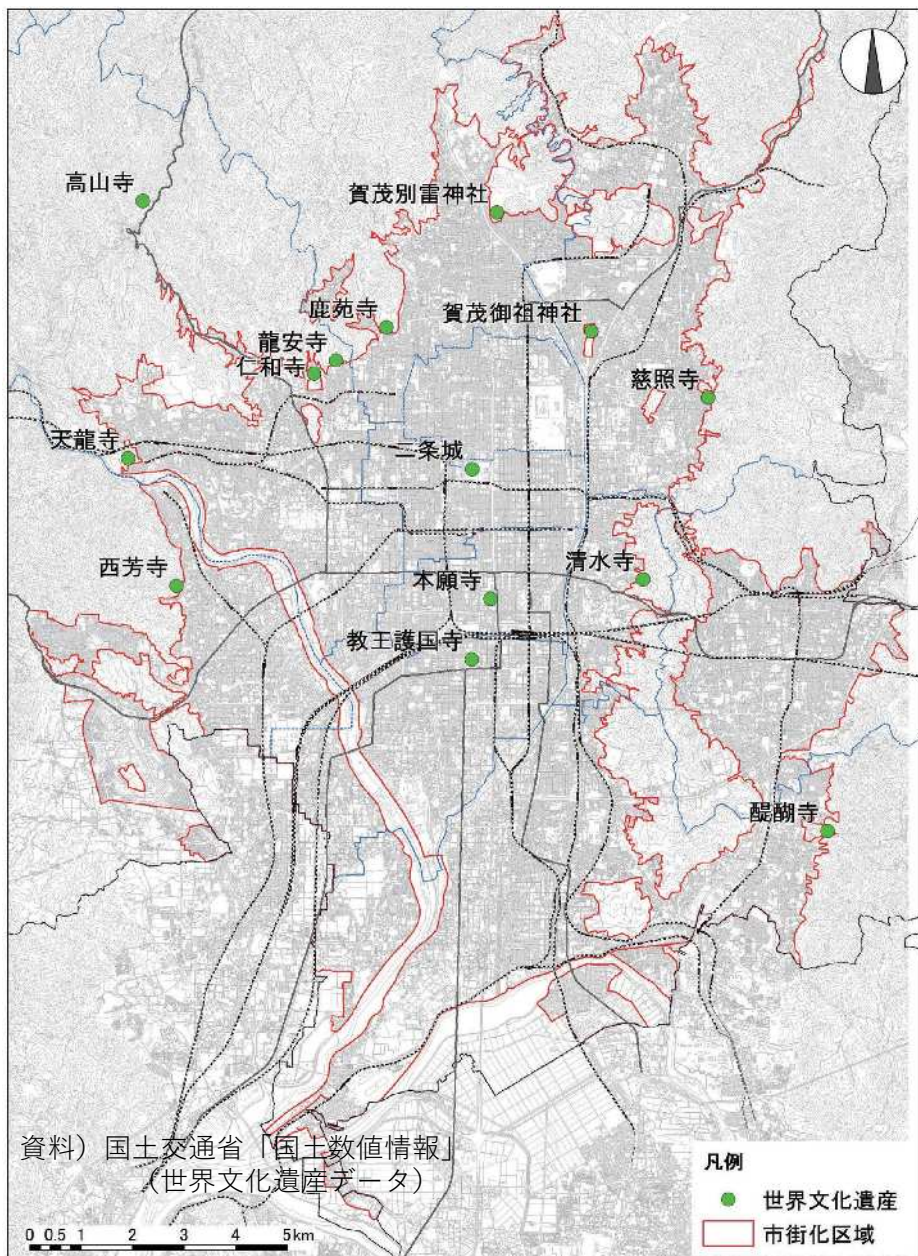 高山寺
賀茂別雷神社
鹿苑寺
賀茂御祖神社
龍安寺
仁和寺
慈照寺
天龍寺
二条城
西芳寺
清水寺
本願寺
教王護国寺
醍醐寺
資料）国土交通省「国土数値情報」
（世界文化遺産データ）
凡例
世界文化遺産
市街化区域
0 0.5 1 2 3 4 5km